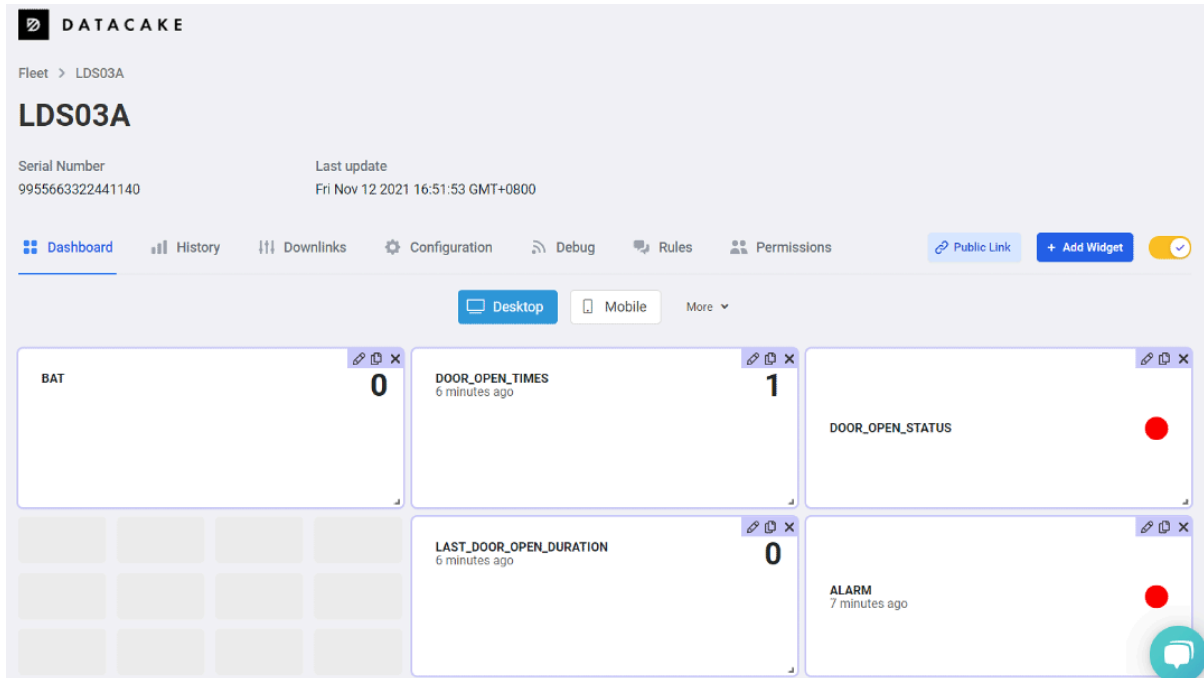 DATACAKE
Fleet > LDS03A
LDS03A
Serial Number
9955663322441140
Last update
Fri Nov 12 2021 16:51:53 GMT+0800
Dashboard History Downlinks Configuration Debug Rules Permissions Public Link + Add Widget
Desktop Mobile More
BAT
0
DOOR_OPEN_TIMES
6 minutes ago
1
DOOR_OPEN_STATUS
LAST_DOOR_OPEN_DURATION
6 minutes ago
0
ALARM
7 minutes ago